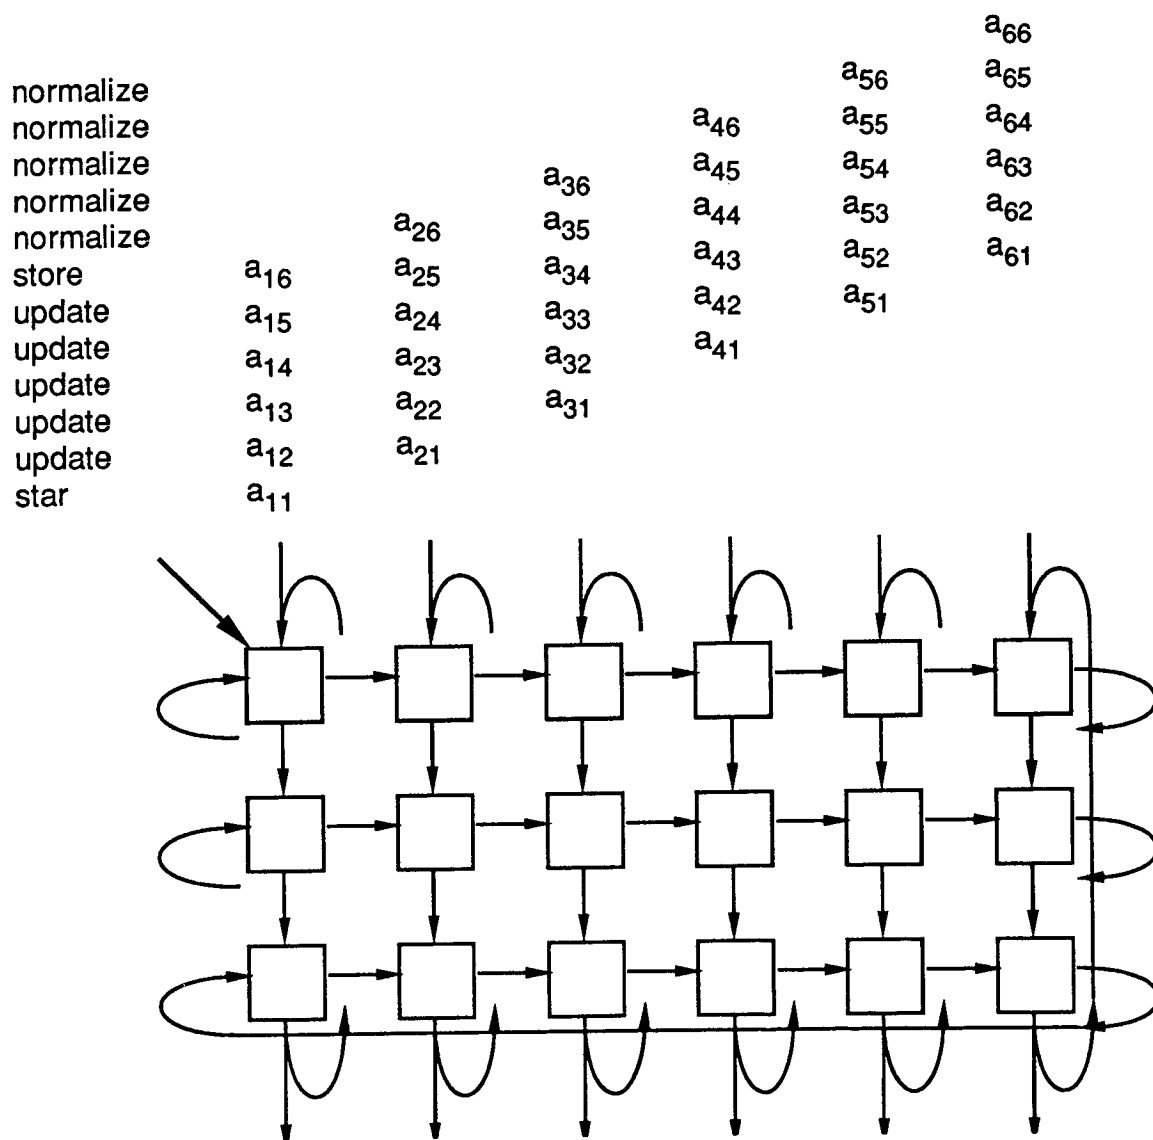 a66
normalize a56 a65
normalize a46 a55 a64
normalize a36 a45 a54 a63
normalize a26 a35 a44 a53 a62
normalize
store a16 a25 a34 a43 a52 a61
update a15 a24 a33 a42 a51
update a14 a23 a32 a41
update
update a13 a22 a31
update a12 a21
star a11